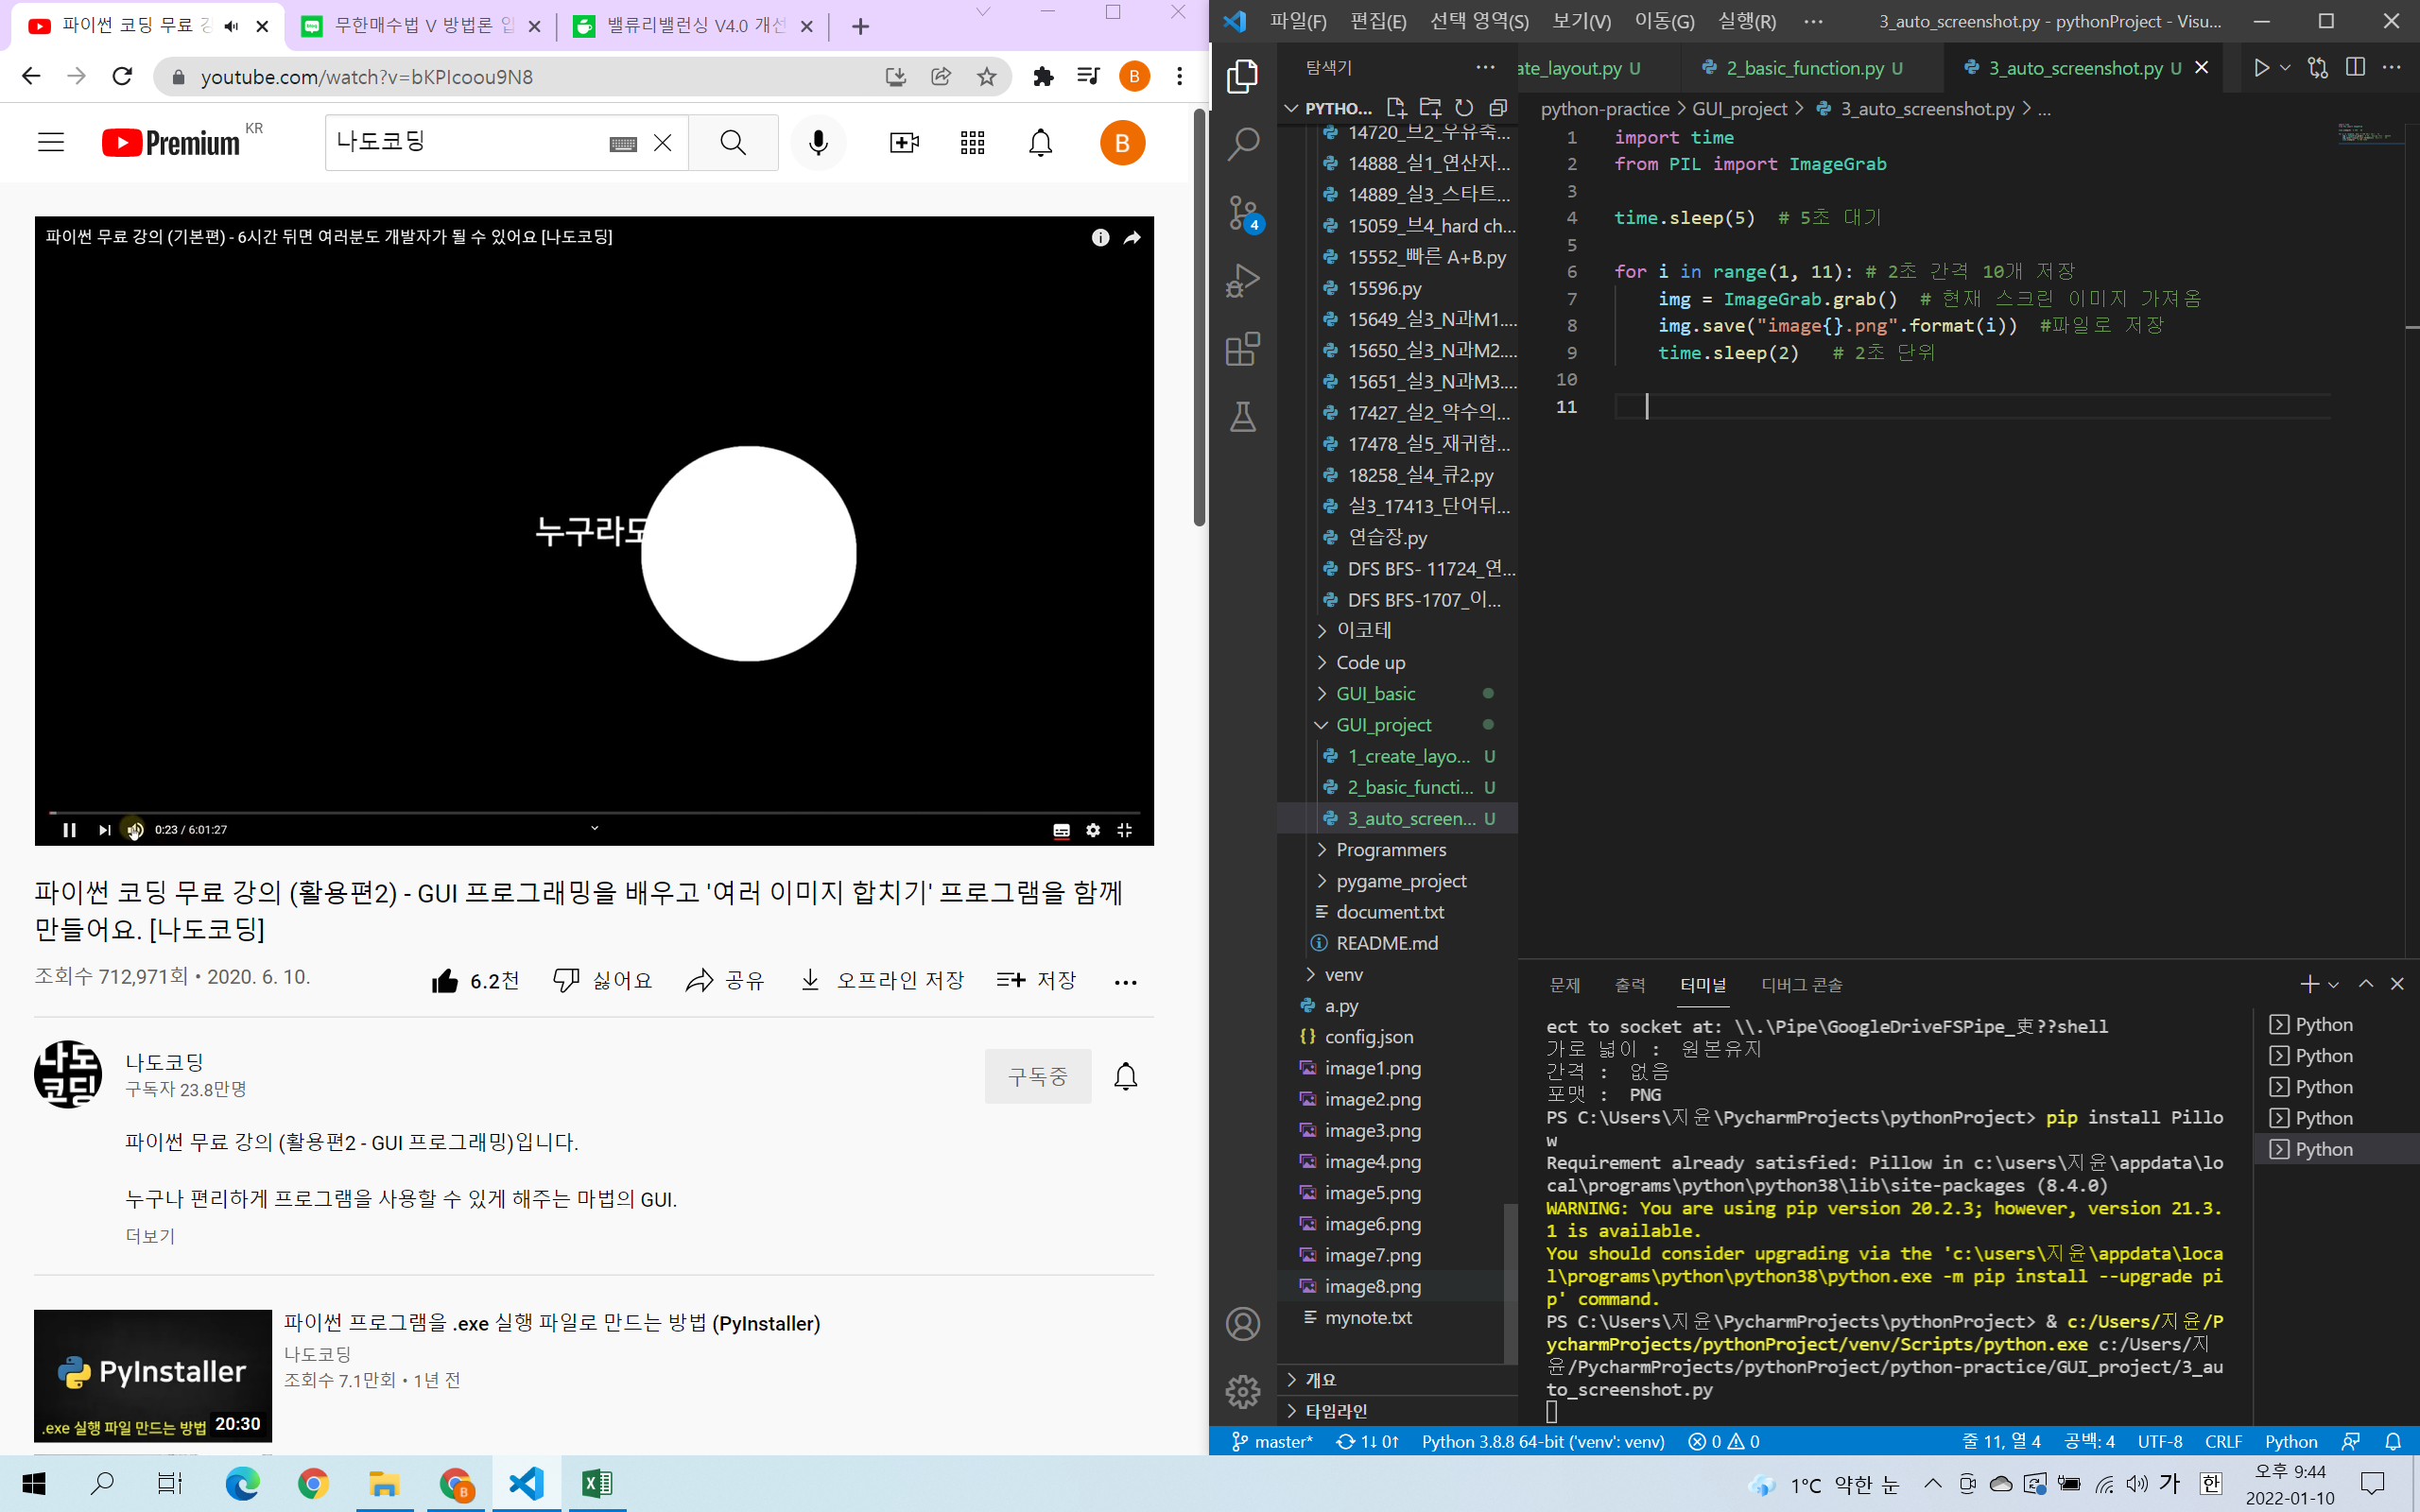 파이썬 코딩 무료 강
무한매수법 V 방법론 입
밸류리밸런싱 V4.0 개선
youtube.com/watch?v=bKPIcoou9N8
B
Premium KR
나도코딩
B
파이썬 무료 강의 (기본편) - 6시간 뒤면 여러분도 개발자가 될 수 있어요 [나도코딩]
누구라도
0:23 / 6:01:27
파이썬 코딩 무료 강의 (활용편2) - GUI 프로그래밍을 배우고 '여러 이미지 합치기' 프로그램을 함께
만들어요. [나도코딩]
조회수 712,971회 • 2020. 6. 10.
6.2천 싫어요 공유 오프라인 저장 저장
나도
코딩
나도코딩
구독자 23.8만명
구독중
파이썬 무료 강의 (활용편2 - GUI 프로그래밍)입니다.
누구나 편리하게 프로그램을 사용할 수 있게 해주는 마법의 GUI.
더보기
PyInstaller
.exe 실행 파일 만드는 방법
20:30
파이썬 프로그램을 .exe 실행 파일로 만드는 방법 (PyInstaller)
나도코딩
조회수 7.1만회 • 1년 전
파일(F) 편집(E) 선택 영역(S) 보기(V) 이동(G) 실행(R) ···
3_auto_screenshot.py - pythonProject - Visu...
탐색기
ate_layout.py U
2_basic_function.py U
3_auto_screenshot.py U
PYTHO...
python-practice > GUI_project > 3_auto_screenshot.py > ...
4
14720_브2_우유축...
14888_실1_연산자...
14889_실3_스타트...
15059_브4_hard ch...
15552_빠른 A+B.py
15596.py
15649_실3_N과M1....
15650_실3_N과M2....
15651_실3_N과M3....
17427_실2_약수의...
17478_실5_재귀함...
18258_실4_큐2.py
실3_17413_단어뒤...
연습장.py
DFS BFS- 11724_연...
DFS BFS-1707_이...
이코테
Code up
GUI_basic
GUI_project
1_create_layo... U
2_basic_functi... U
3_auto_screen... U
Programmers
pygame_project
document.txt
README.md
venv
a.py
config.json
image1.png
image2.png
image3.png
image4.png
image5.png
image6.png
image7.png
image8.png
mynote.txt
개요
타임라인
1 import time
2 from PIL import ImageGrab
3
4 time.sleep(5)  # 5초 대기
5
6 for i in range(1, 11): # 2초 간격 10개 저장
7     img = ImageGrab.grab()  # 현재 스크린 이미지 가져옴
8     img.save("image{}.png".format(i))  #파일로 저장
9     time.sleep(2)   # 2초 단위
10
11
문제 출력 터미널 디버그 콘솔
ect to socket at: \\.\Pipe\GoogleDriveFSPipe_吏??shell
가로 넓이 :  원본유지
간격 :  없음
포맷 :  PNG
PS C:\Users\지윤\PycharmProjects\pythonProject> pip install Pillo
w
Requirement already satisfied: Pillow in c:\users\지윤\appdata\lo
cal\programs\python\python38\lib\site-packages (8.4.0)
WARNING: You are using pip version 20.2.3; however, version 21.3.
1 is available.
You should consider upgrading via the 'c:\users\지윤\appdata\loca
l\programs\python\python38\python.exe -m pip install --upgrade pi
p' command.
PS C:\Users\지윤\PycharmProjects\pythonProject> & c:/Users/지윤/P
ycharmProjects/pythonProject/venv/Scripts/python.exe c:/Users/지
윤/PycharmProjects/pythonProject/python-practice/GUI_project/3_au
to_screenshot.py
Python
Python
Python
Python
Python
master* 1↓ 0↑ Python 3.8.8 64-bit ('venv': venv) 0 0
줄 11, 열 4 공백: 4 UTF-8 CRLF Python
1°C 약한 눈
가 한
오후 9:44
2022-01-10